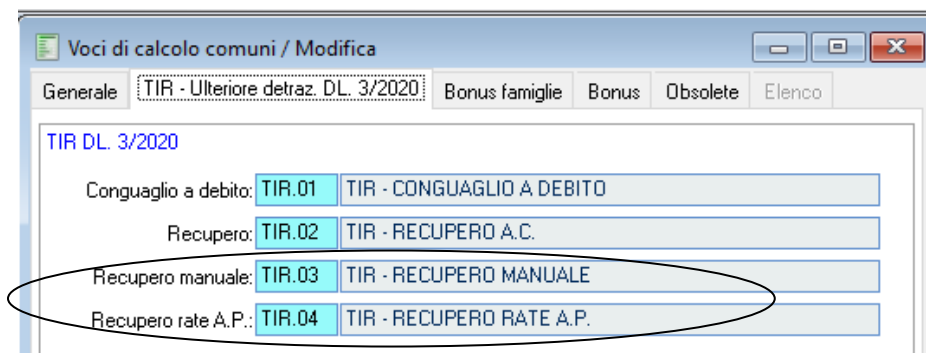 Voci di calcolo comuni / Modifica
Generale TIR - Ulteriore detraz. DL. 3/2020 Bonus famiglie Bonus Obsolete Elenco
TIR DL. 3/2020
Conguaglio a debito: TIR.01 TIR - CONGUAGLIO A DEBITO
Recupero: TIR.02 TIR - RECUPERO A.C.
Recupero manuale: TIR.03 TIR - RECUPERO MANUALE
Recupero rate A.P.: TIR.04 TIR - RECUPERO RATE A.P.